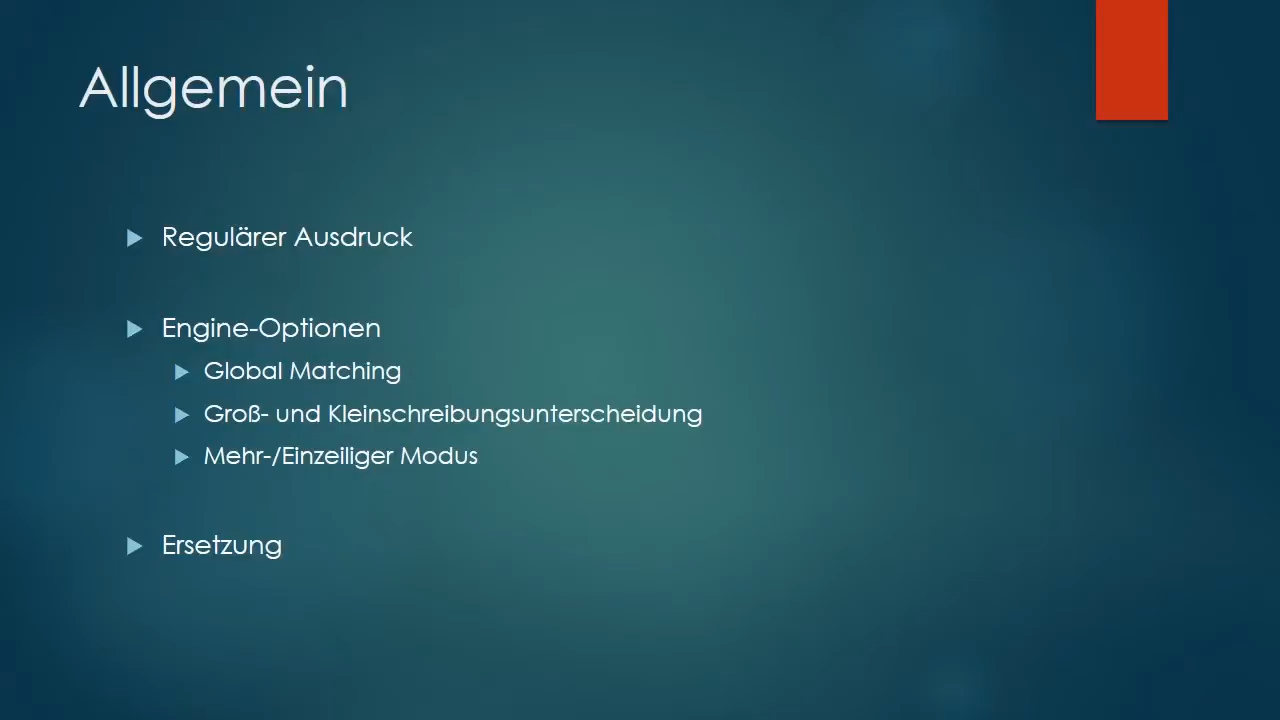 Allgemein
Regulärer Ausdruck
Engine-Optionen
Global Matching
Groß- und Kleinschreibungsunterscheidung
Mehr-/Einzeiliger Modus
Ersetzung